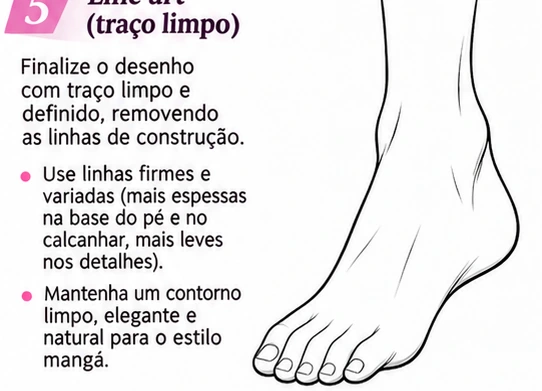 5
Line art
(traço limpo)
Finalize o desenho
com traço limpo e
definido, removendo
as linhas de construção.
Use linhas firmes e
variadas (mais espessas
na base do pé e no
calcanhar, mais leves
nos detalhes).
Mantenha um contorno
limpo, elegante e
natural para o estilo
mangá.